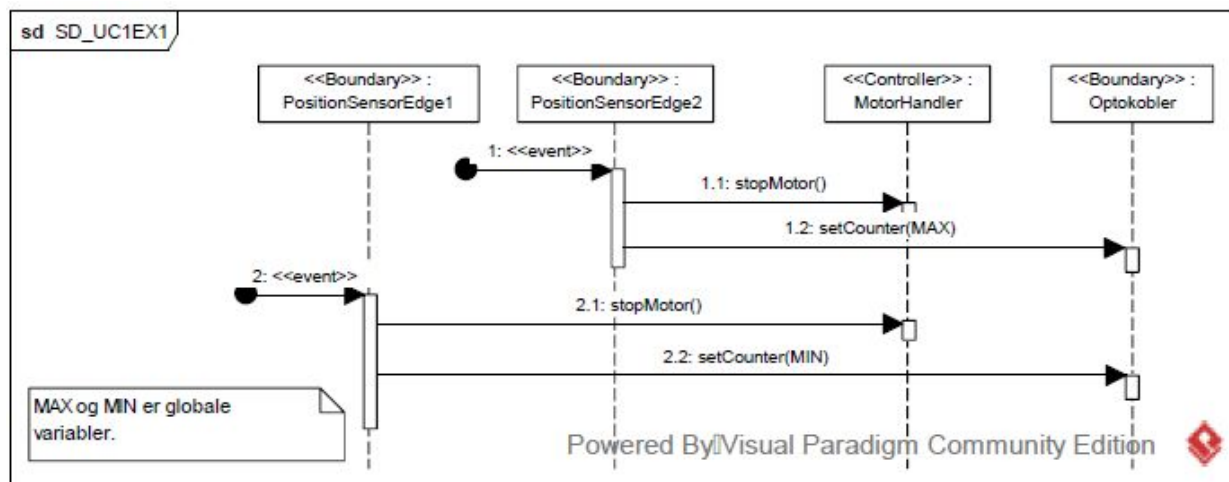 sd SD_UC1EX1
<<Boundary>> :
PositionSensorEdge1
<<Boundary>> :
PositionSensorEdge2
<<Controller>> :
MotorHandler
<<Boundary>> :
Optokobler
1: <<event>>
1.1: stopMotor()
1.2: setCounter(MAX)
2: <<event>>
2.1: stopMotor()
2.2: setCounter(MIN)
MAX og MIN er globale
variabler.
Powered By Visual Paradigm Community Edition